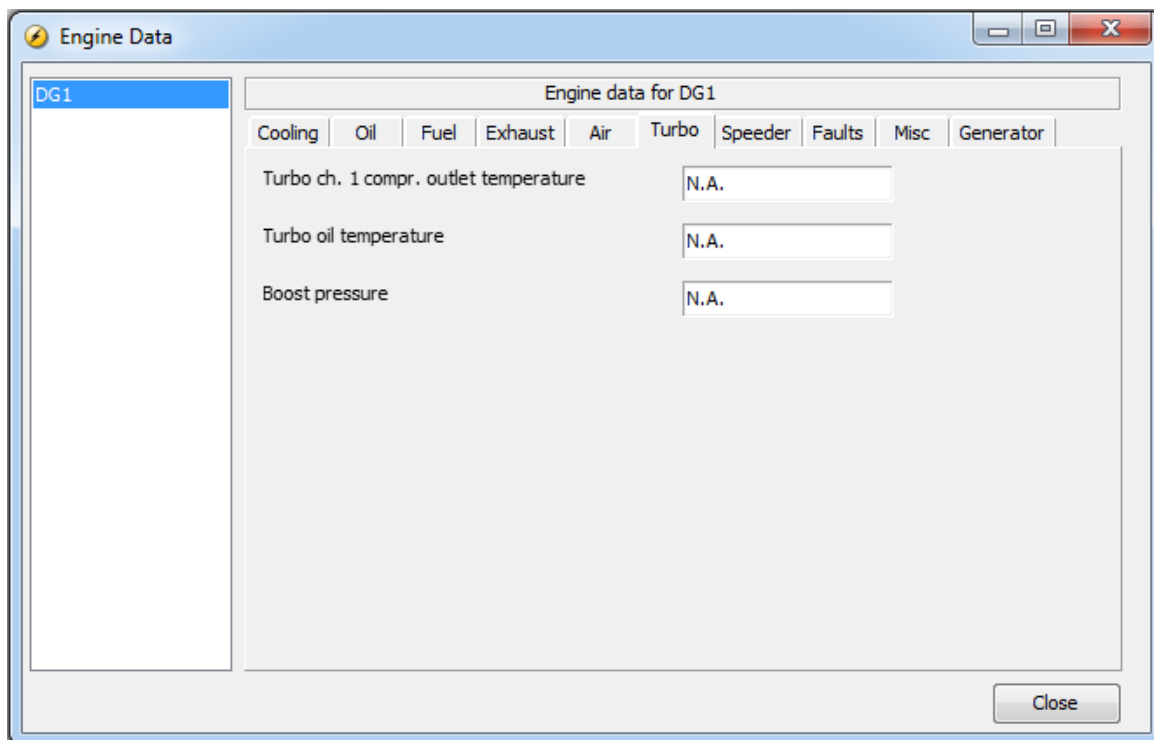 Engine Data
DG1
Engine data for DG1
Cooling Oil Fuel Exhaust Air Turbo Speeder Faults Misc Generator
Turbo ch. 1 compr. outlet temperature N.A.
Turbo oil temperature N.A.
Boost pressure N.A.
Close